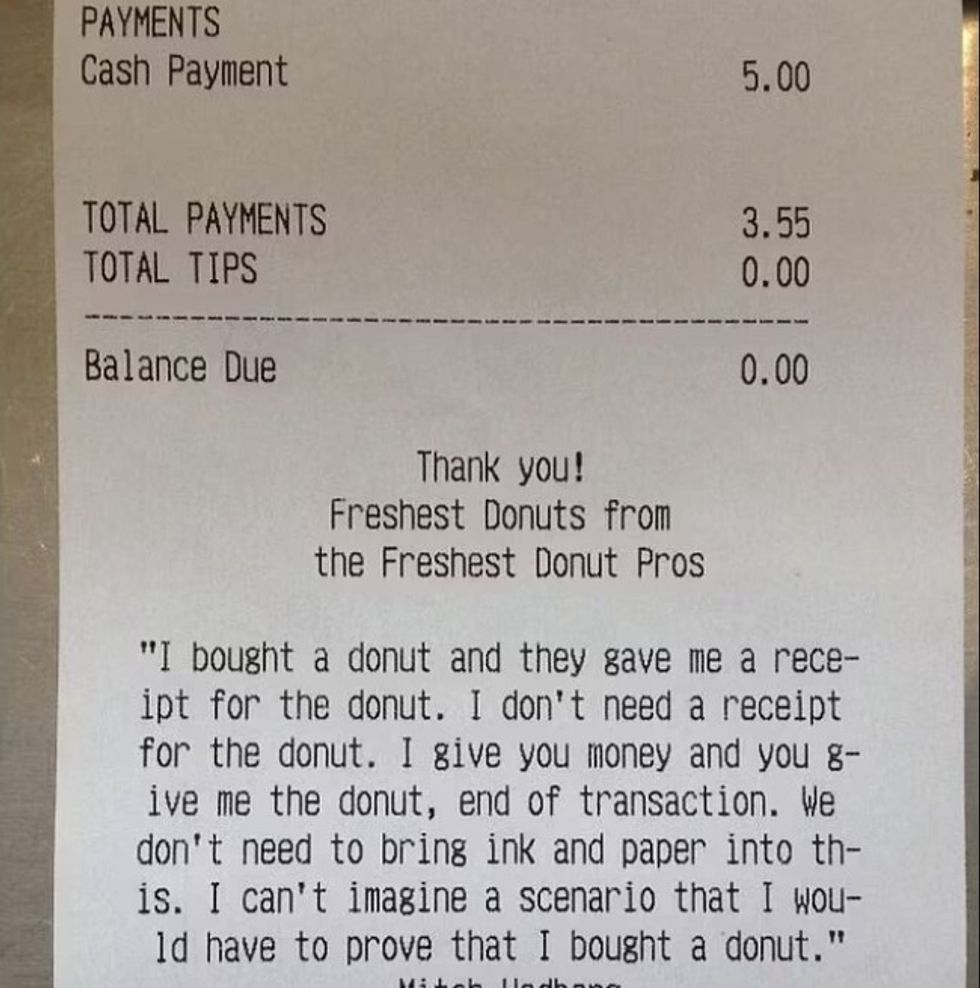 PAYMENTS
Cash Payment 5.00
TOTAL PAYMENTS 3.55
TOTAL TIPS 0.00
--------------------------------------------
Balance Due 0.00
Thank you!
Freshest Donuts from
the Freshest Donut Pros
"I bought a donut and they gave me a rece-
ipt for the donut. I don't need a receipt
for the donut. I give you money and you g-
ive me the donut, end of transaction. We
don't need to bring ink and paper into th-
is. I can't imagine a scenario that I wou-
ld have to prove that I bought a donut."